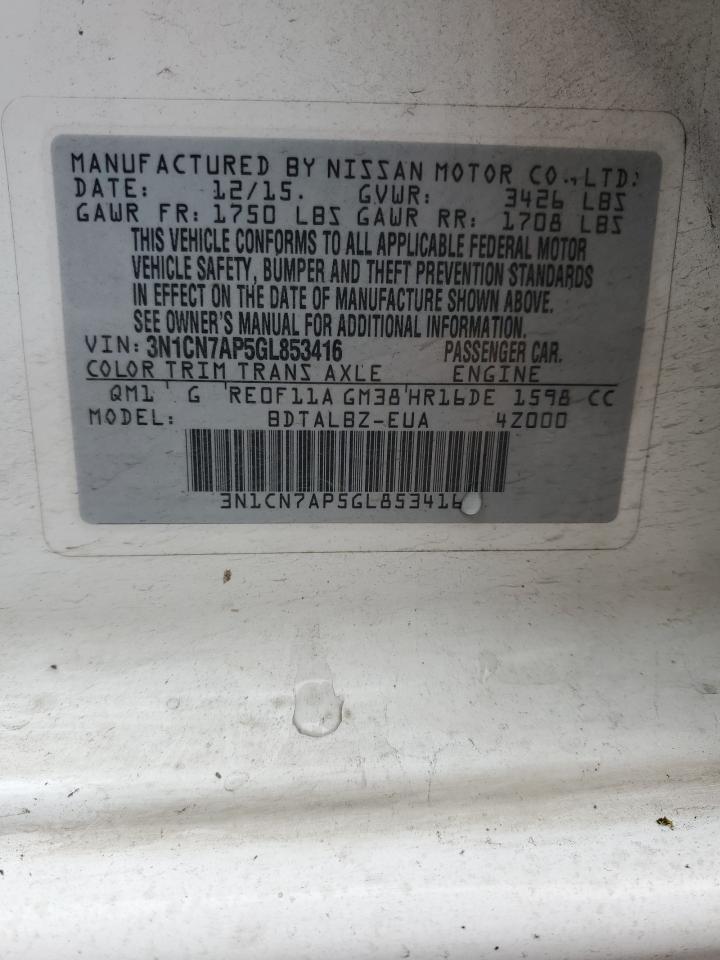 MANUFACTURED BY NISSAN MOTOR CO., LTD.
DATE: 12/15. GVWR: 3426 LBS
GAWR FR: 1750 LBS GAWR RR: 1708 LBS
THIS VEHICLE CONFORMS TO ALL APPLICABLE FEDERAL MOTOR
VEHICLE SAFETY, BUMPER AND THEFT PREVENTION STANDARDS
IN EFFECT ON THE DATE OF MANUFACTURE SHOWN ABOVE.
SEE OWNER'S MANUAL FOR ADDITIONAL INFORMATION.
VIN: 3N1CN7AP5GL853416 PASSENGER CAR.
COLOR TRIM TRANS AXLE ENGINE
QM1 G RE0F11A GM38 HR16DE 1598 CC
MODEL: BDTALBZ-EUA 4Z000
3N1CN7AP5GL853416